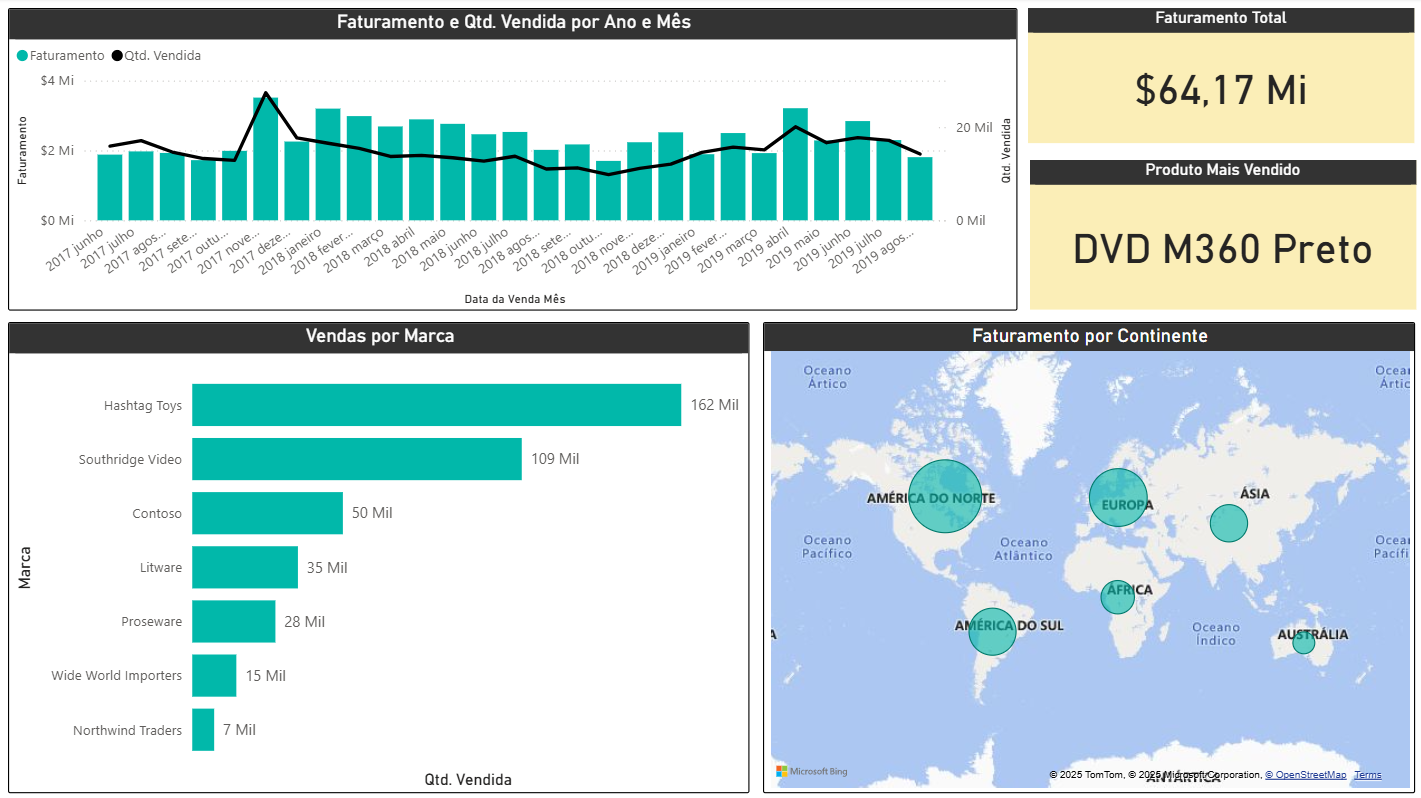 Faturamento e Qtd. Vendida por Ano e Mês
Faturamento Qtd. Vendida
$4 Mi
$2 Mi
$0 Mi
Faturamento
20 Mil
0 Mil
Qtd. Vendida
2017 junho
2017 julho
2017 agos...
2017 sete...
2017 outu...
2017 nove...
2017 deze...
2018 janeiro
2018 fever...
2018 março
2018 abril
2018 maio
2018 junho
2018 julho
2018 agos...
2018 sete...
2018 outu...
2018 nove...
2018 deze...
2019 janeiro
2019 fever...
2019 março
2019 abril
2019 maio
2019 junho
2019 julho
2019 agos...
Data da Venda Mês
Faturamento Total
$64,17 Mi
Produto Mais Vendido
DVD M360 Preto
Vendas por Marca
Marca
Hashtag Toys 162 Mil
Southridge Video 109 Mil
Contoso 50 Mil
Litware 35 Mil
Proseware 28 Mil
Wide World Importers 15 Mil
Northwind Traders 7 Mil
Qtd. Vendida
Faturamento por Continente
Oceano
Ártico
Ocea
Ártic
AMÉRICA DO NORTE
EUROPA
ÁSIA
Oceano
Pacífico
Oceano
Atlântico
Ocea
Pacífi
ÁFRICA
AMÉRICA DO SUL
Oceano
Índico
AUSTRÁLIA
A
Microsoft Bing
© 2025 TomTom, © 2025 Microsoft Corporation, © OpenStreetMap Terms
ANTÁRTICA